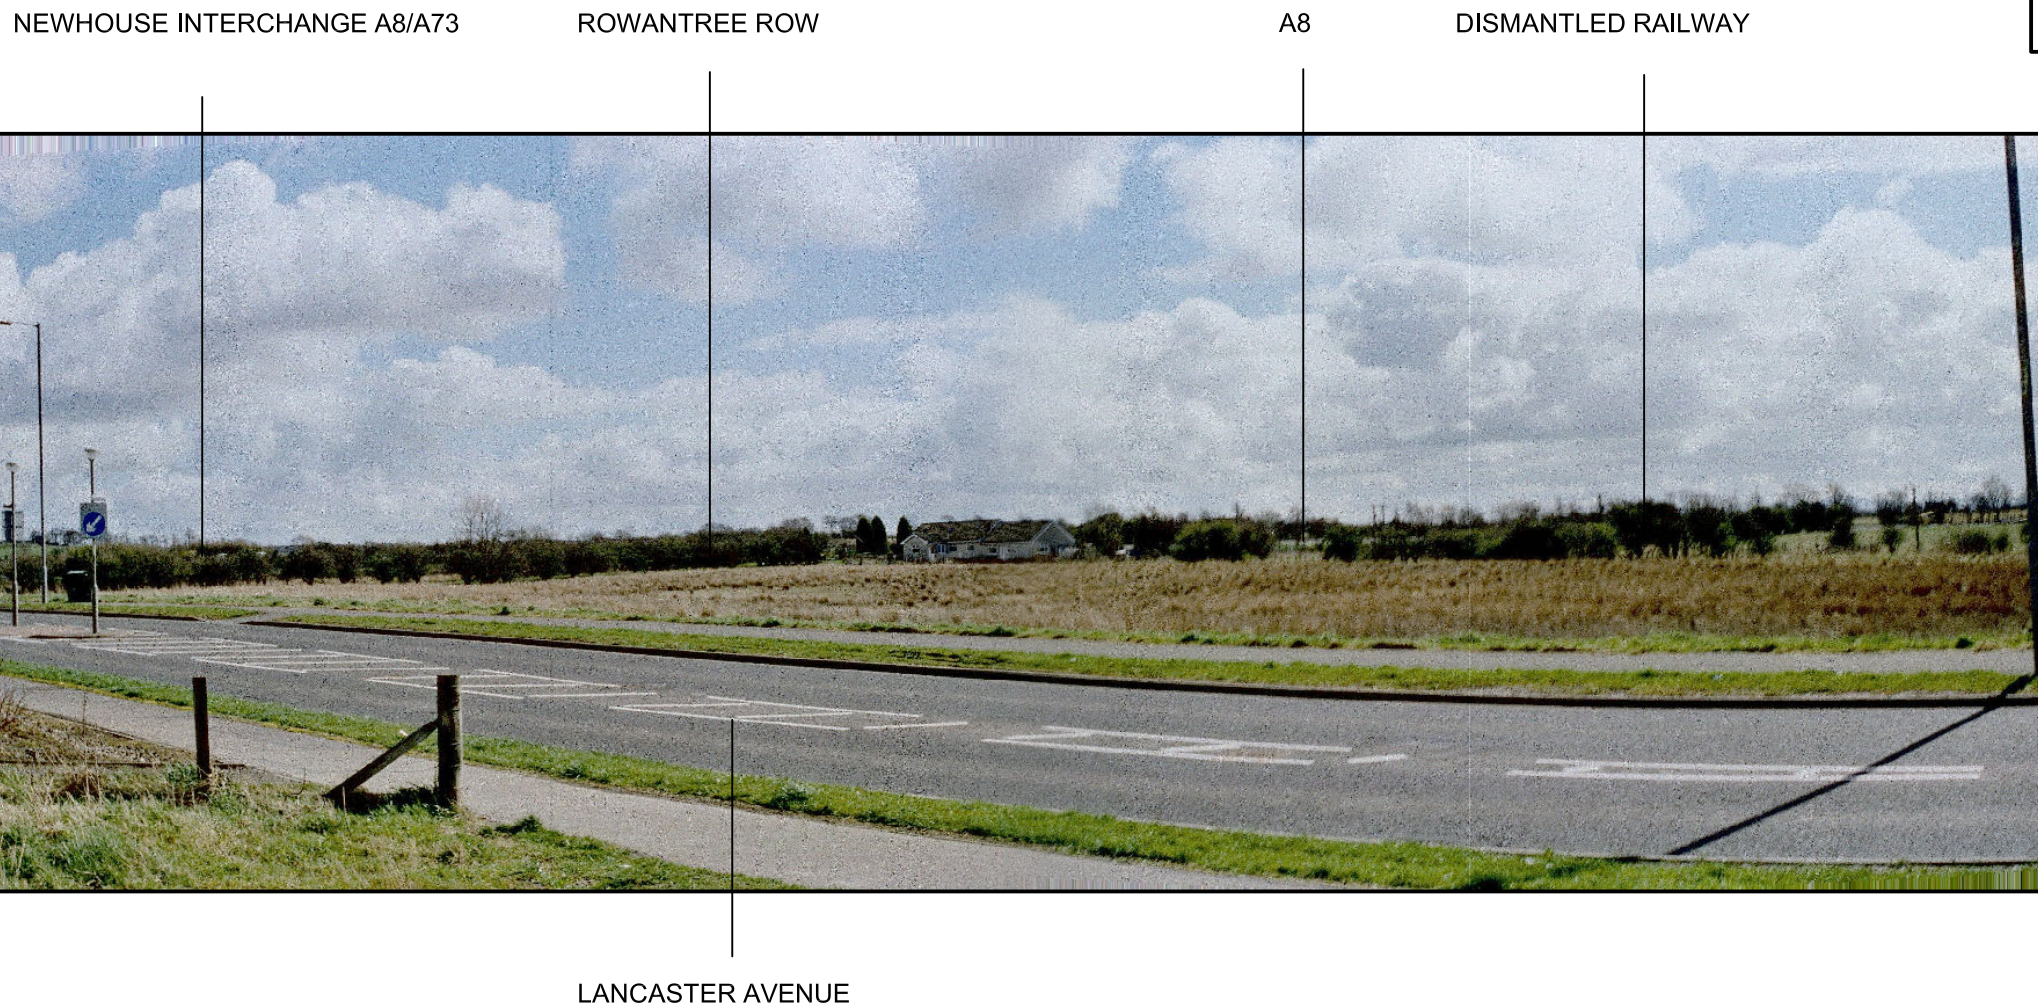 NEWHOUSE INTERCHANGE A8/A73
ROWANTREE ROW
A8
DISMANTLED RAILWAY
LANCASTER AVENUE